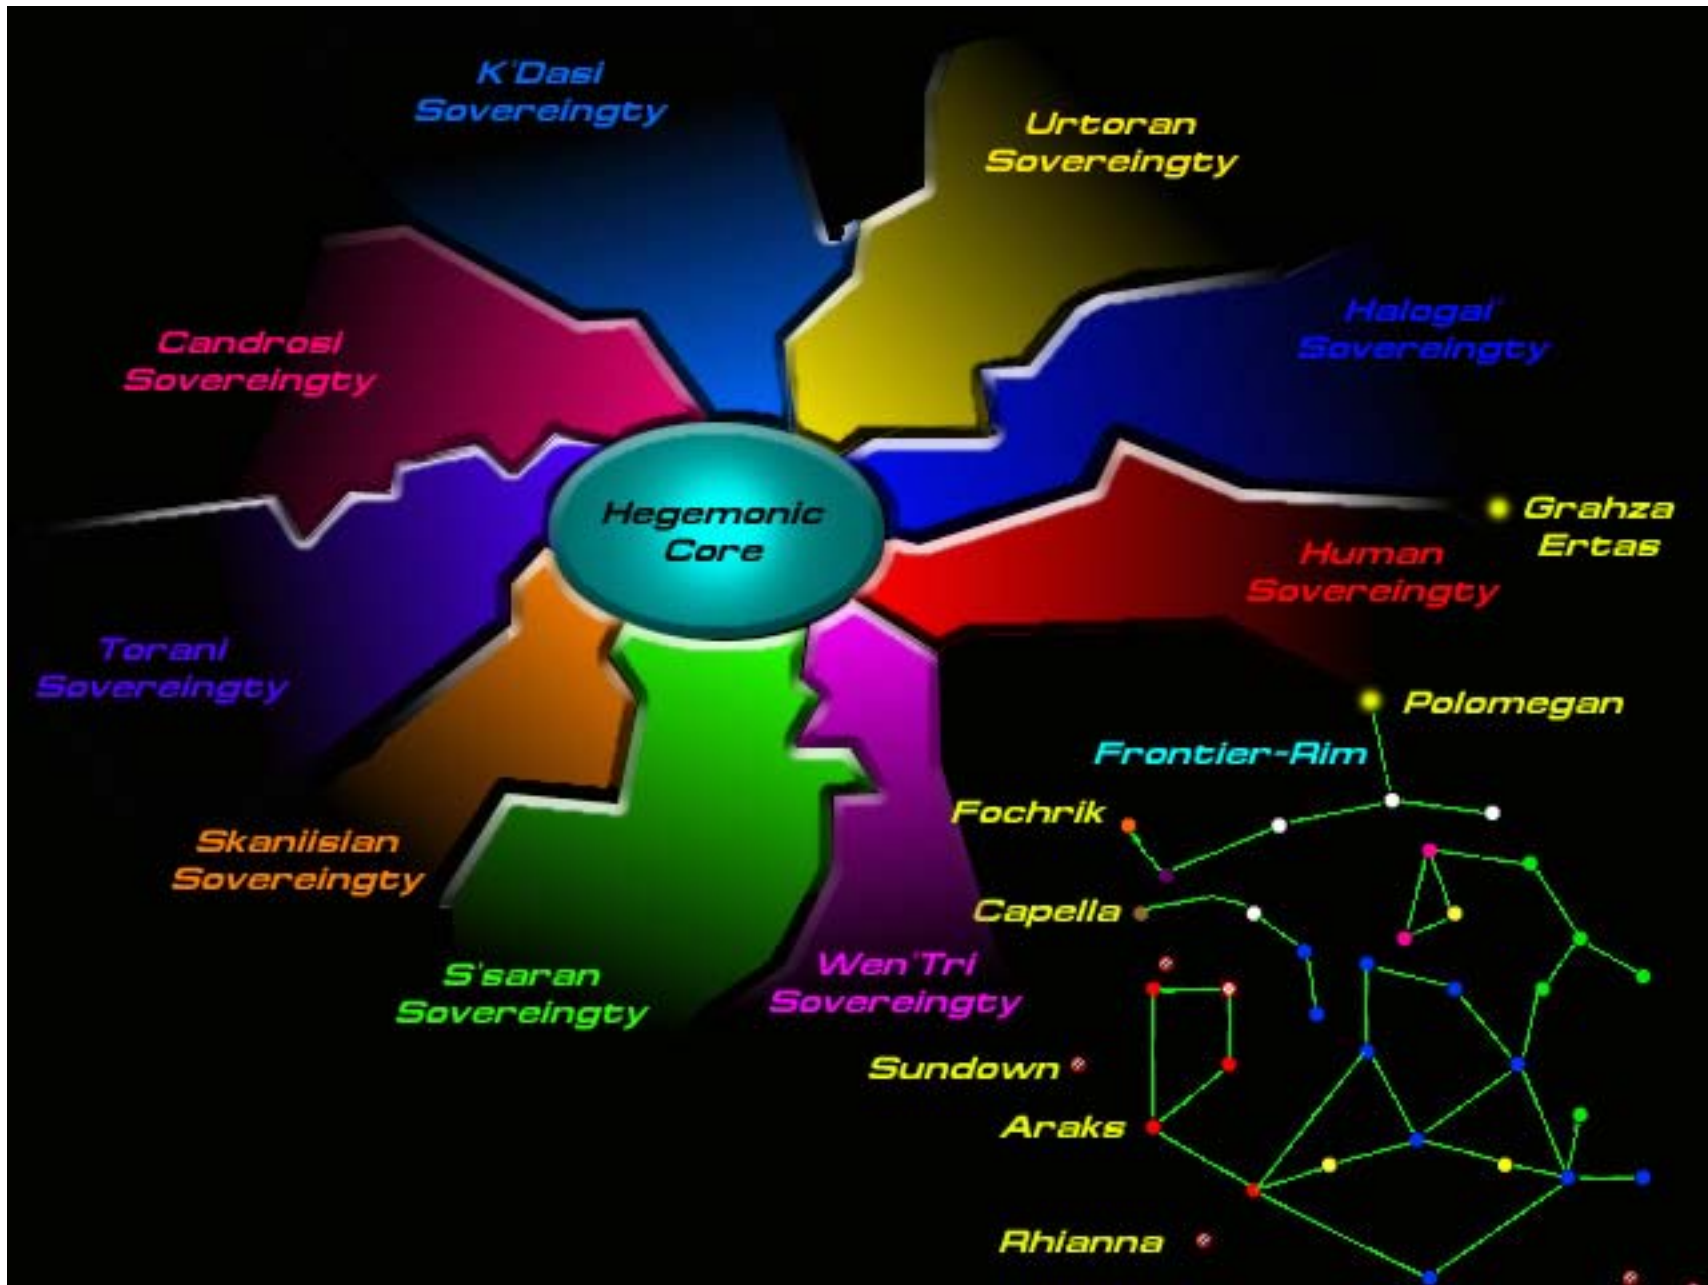 K'Dasi
Sovereingty
Urtoran
Sovereingty
Halogai'
Sovereingty
Candrosi
Sovereingty
Hegemonic
Core
Grahza
Ertas
Human
Sovereingty
Torani
Sovereingty
Polomegan
Frontier-Rim
Fochrik
Skaniisian
Sovereingty
Capella
S'saran
Sovereingty
Wen'Tri
Sovereingty
Sundown
Araks
Rhianna